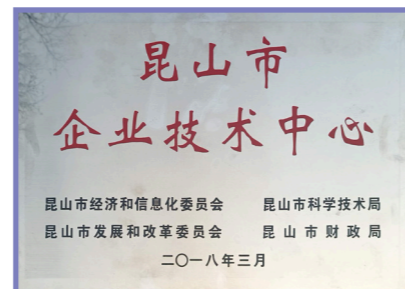 昆山市
企业技术中心
昆山市经济和信息化委员会 昆山市科学技术局
昆山市发展和改革委员会 昆山市财政局
二〇一八年三月